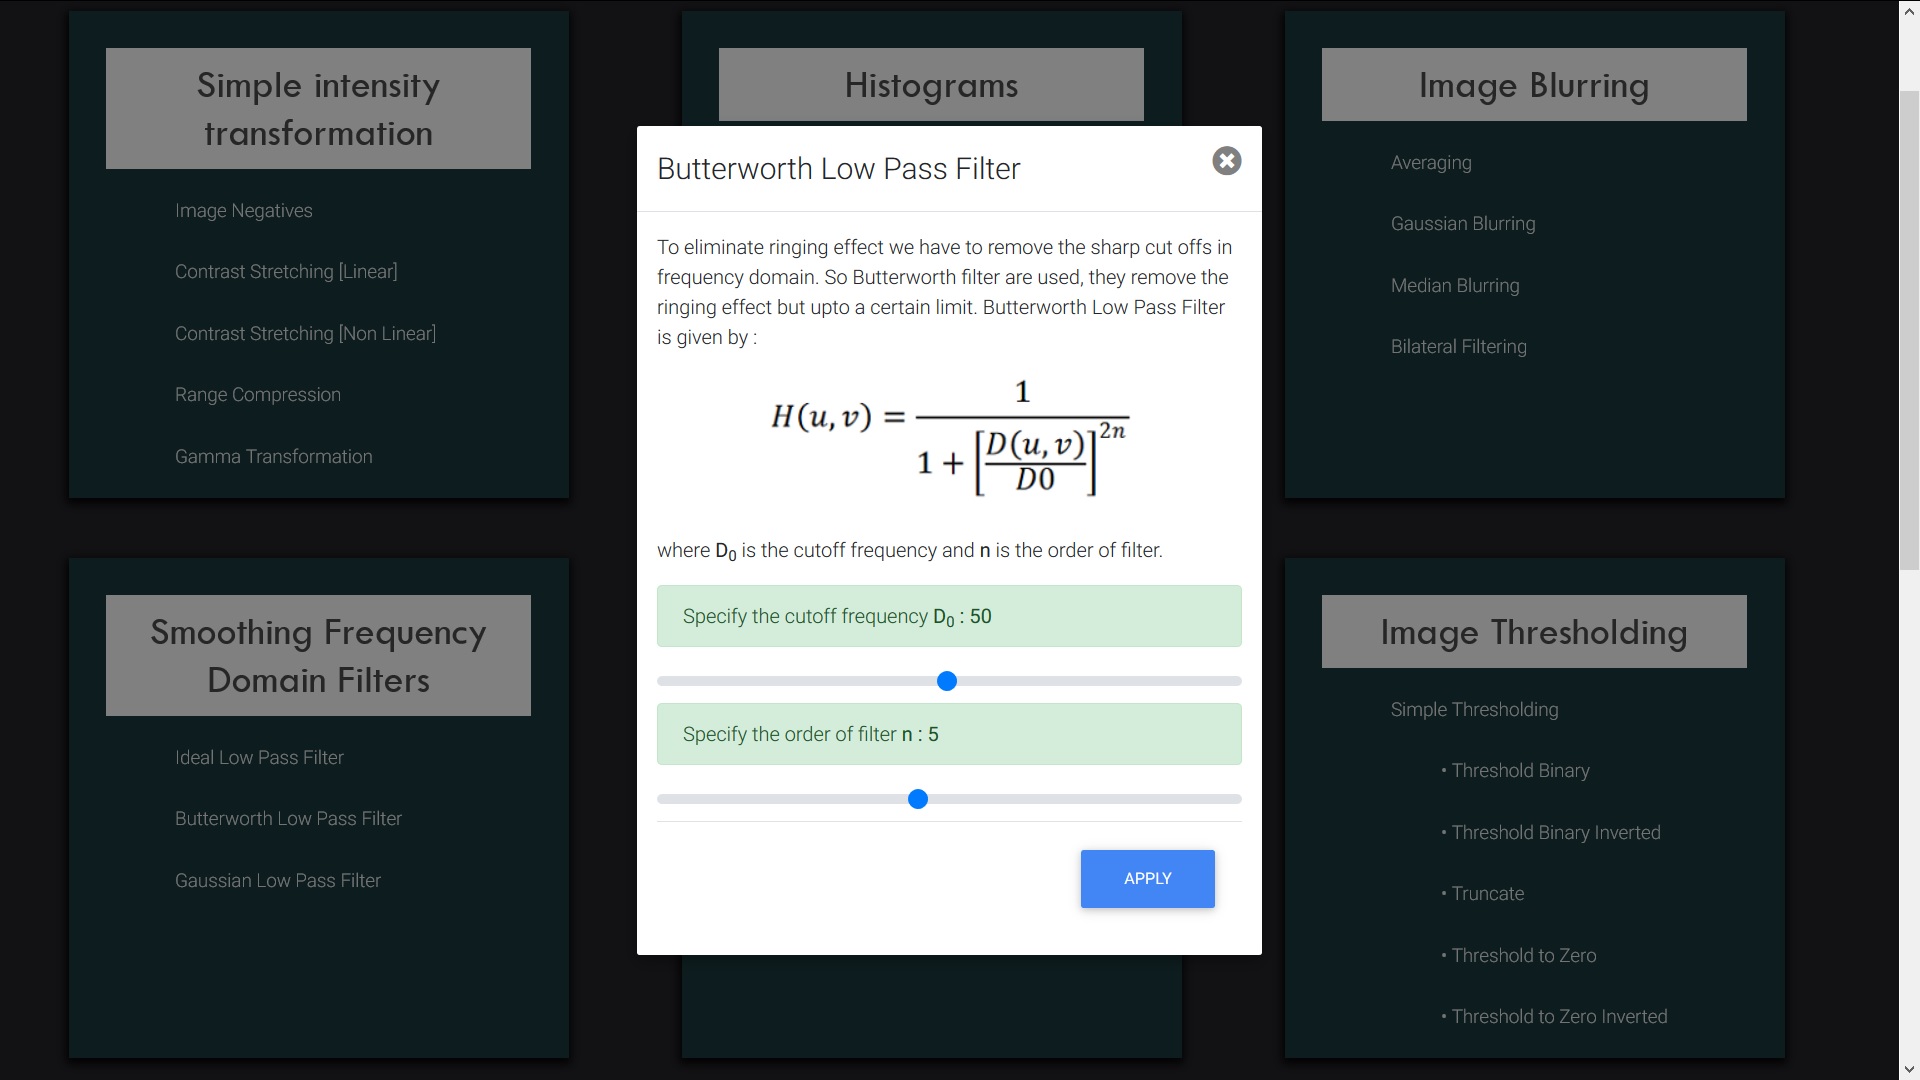 Simple intensity
transformation
Image Negatives
Contrast Stretching [Linear]
Contrast Stretching [Non Linear]
Range Compression
Gamma Transformation
Histograms
Image Blurring
Averaging
Gaussian Blurring
Median Blurring
Bilateral Filtering
Butterworth Low Pass Filter
To eliminate ringing effect we have to remove the sharp cut offs in
frequency domain. So Butterworth filter are used, they remove the
ringing effect but upto a certain limit. Butterworth Low Pass Filter
is given by :
H(u, v) = 1 / (1 + [D(u, v) / D0]^2n)
where D₀ is the cutoff frequency and n is the order of filter.
Specify the cutoff frequency D₀ : 50
Specify the order of filter n : 5
APPLY
Smoothing Frequency
Domain Filters
Ideal Low Pass Filter
Butterworth Low Pass Filter
Gaussian Low Pass Filter
Image Thresholding
Simple Thresholding
• Threshold Binary
• Threshold Binary Inverted
• Truncate
• Threshold to Zero
• Threshold to Zero Inverted